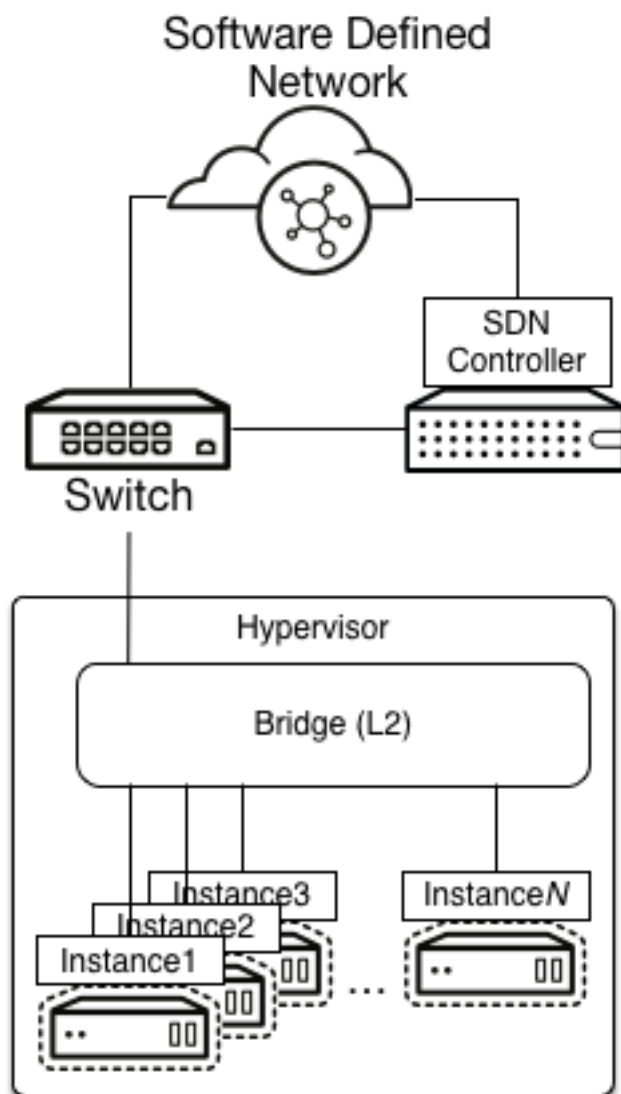 Software Defined
Network
SDN
Controller
Switch
Hypervisor
Bridge (L2)
Instance3
InstanceN
Instance2
Instance1
...